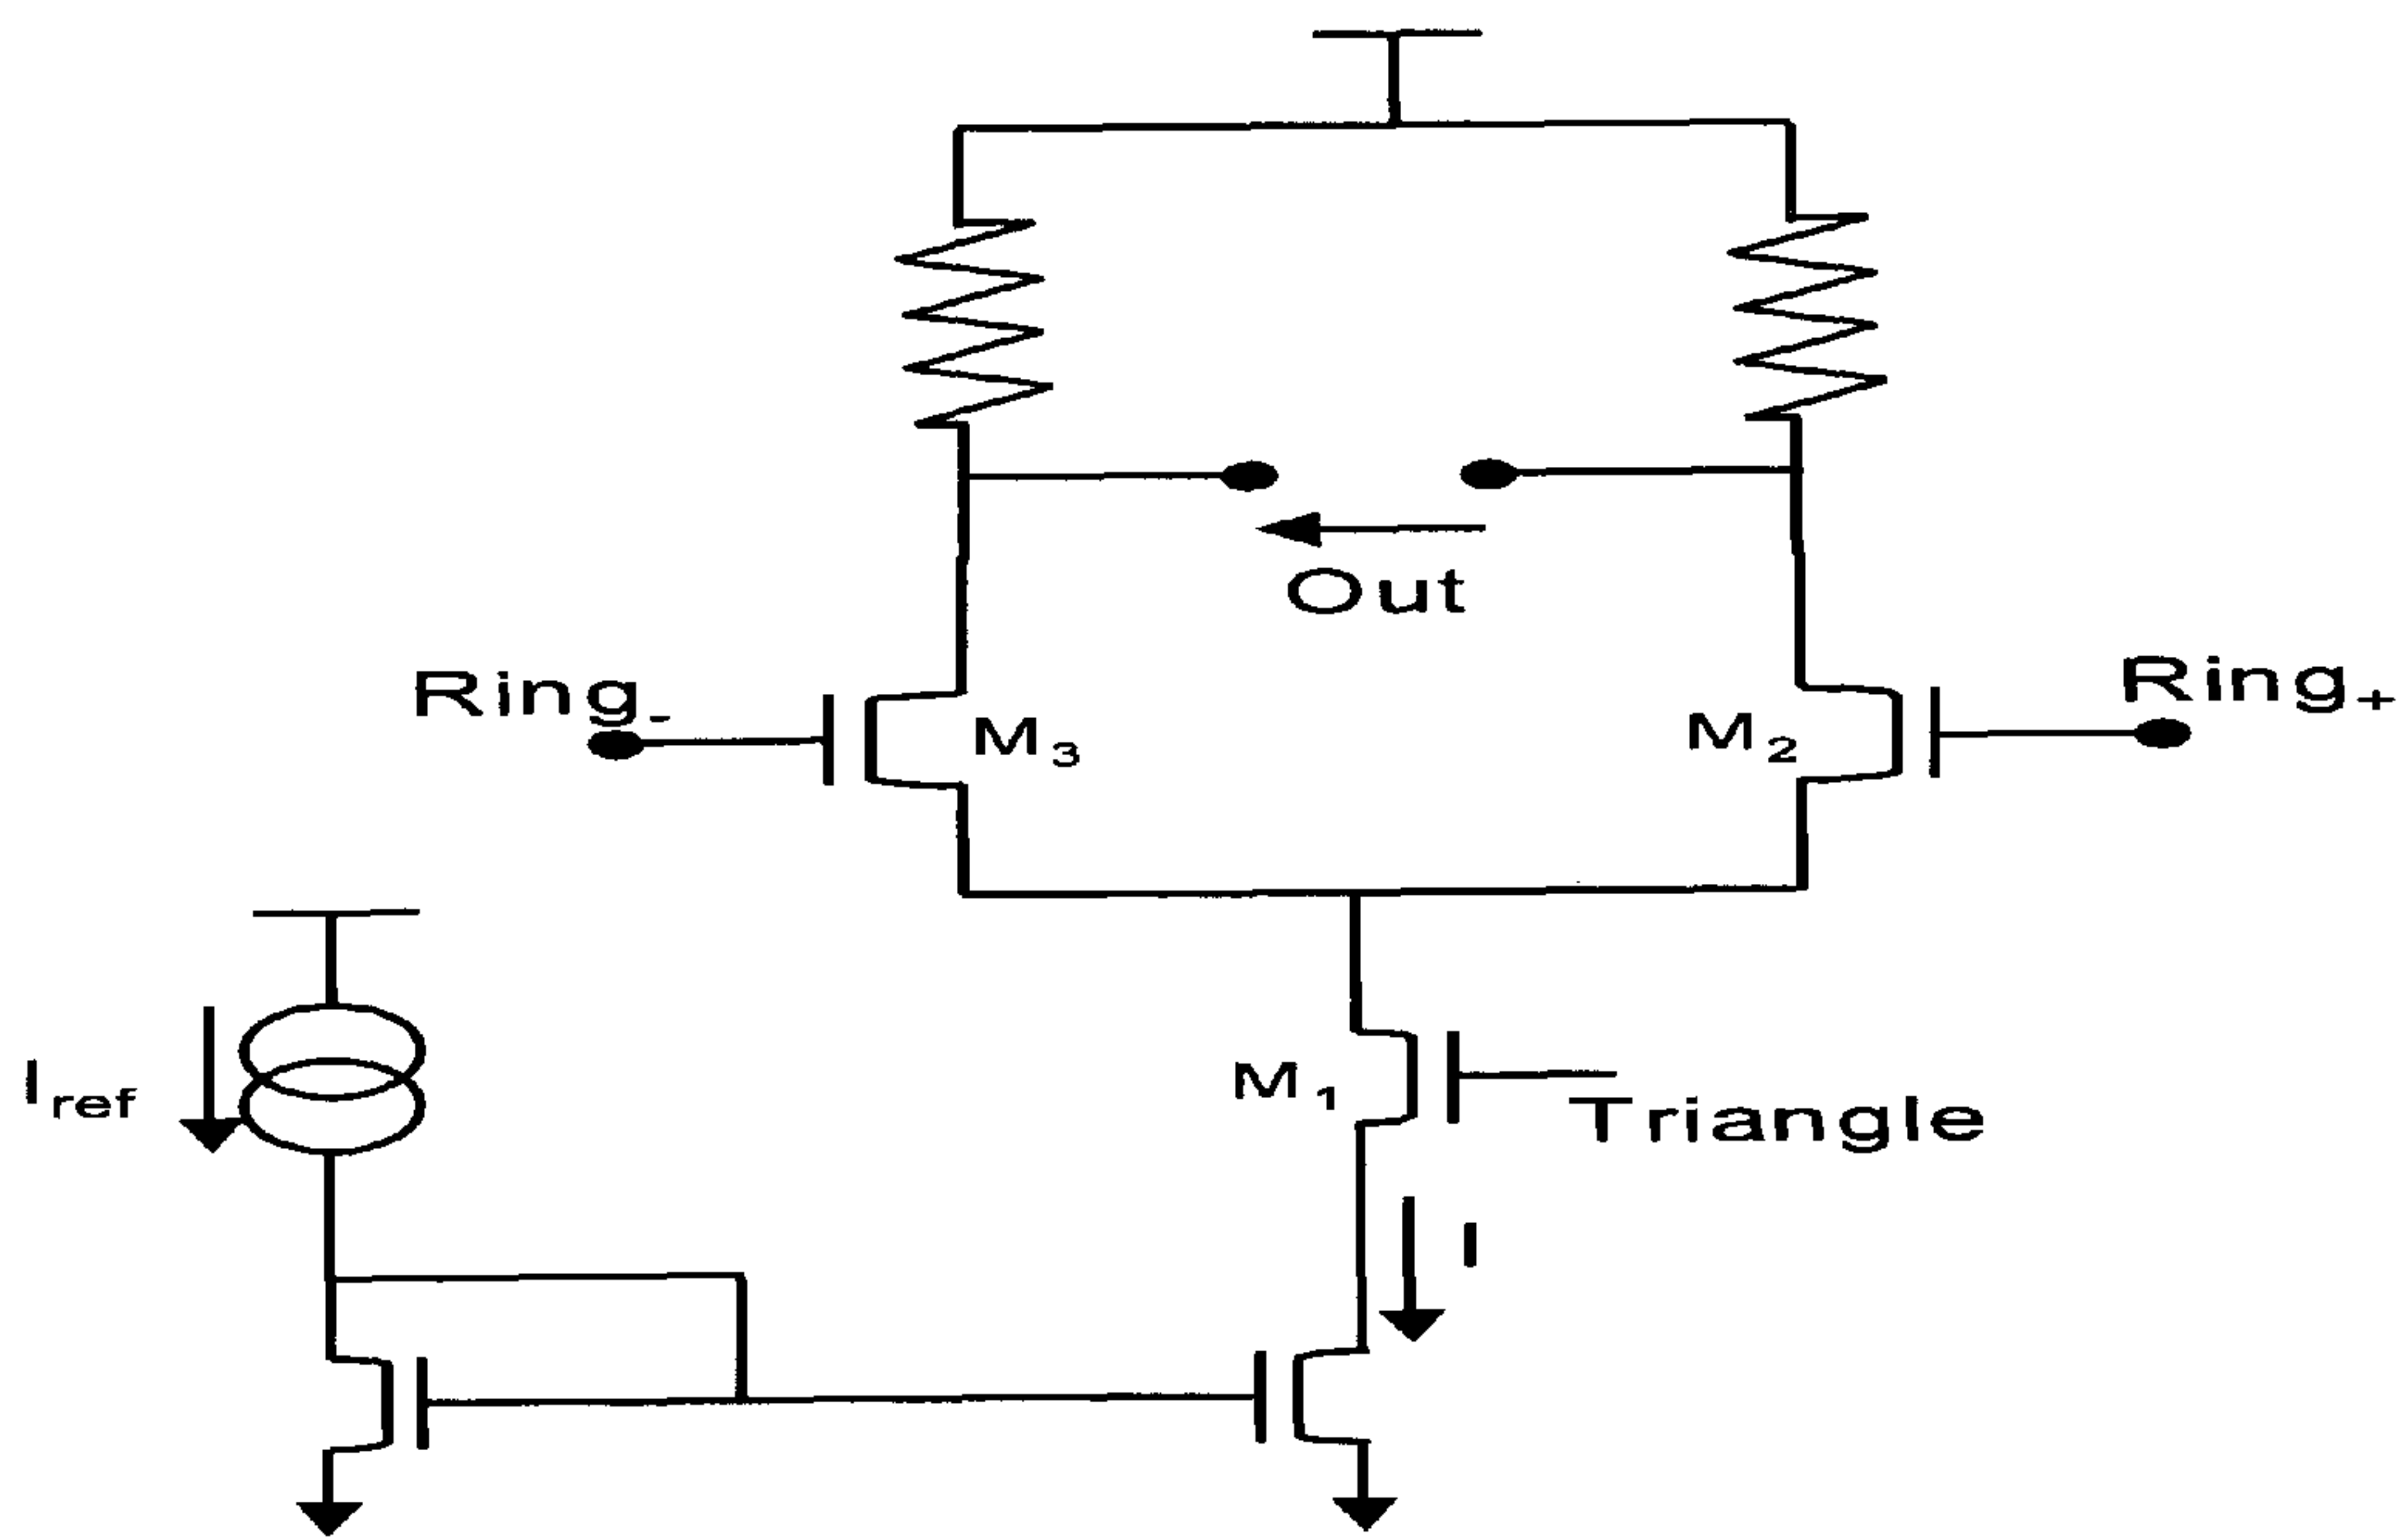 Out
Ring-
M3
M2
Ring+
Iref
M1
Triangle
I